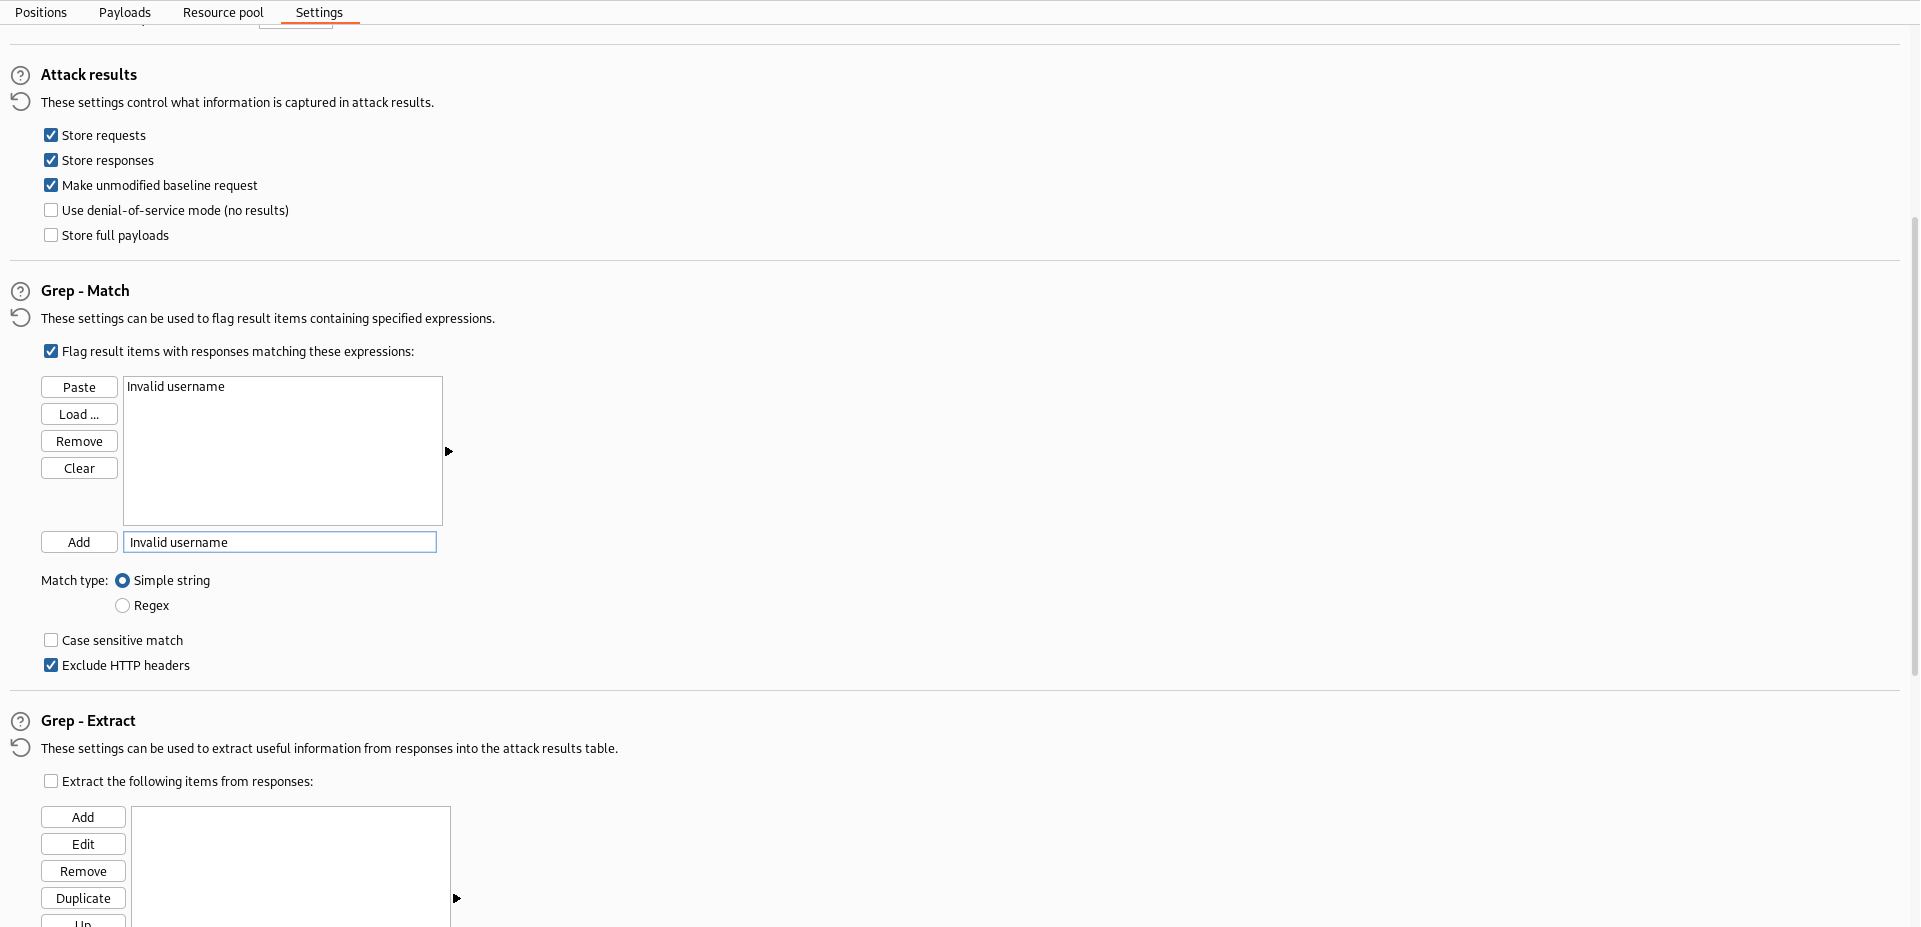 Positions Payloads Resource pool Settings
Attack results
These settings control what information is captured in attack results.
Store requests
Store responses
Make unmodified baseline request
Use denial-of-service mode (no results)
Store full payloads
Grep - Match
These settings can be used to flag result items containing specified expressions.
Flag result items with responses matching these expressions:
Paste Invalid username
Load ...
Remove
Clear
Add Invalid username
Match type: Simple string
Regex
Case sensitive match
Exclude HTTP headers
Grep - Extract
These settings can be used to extract useful information from responses into the attack results table.
Extract the following items from responses:
Add
Edit
Remove
Duplicate
Up